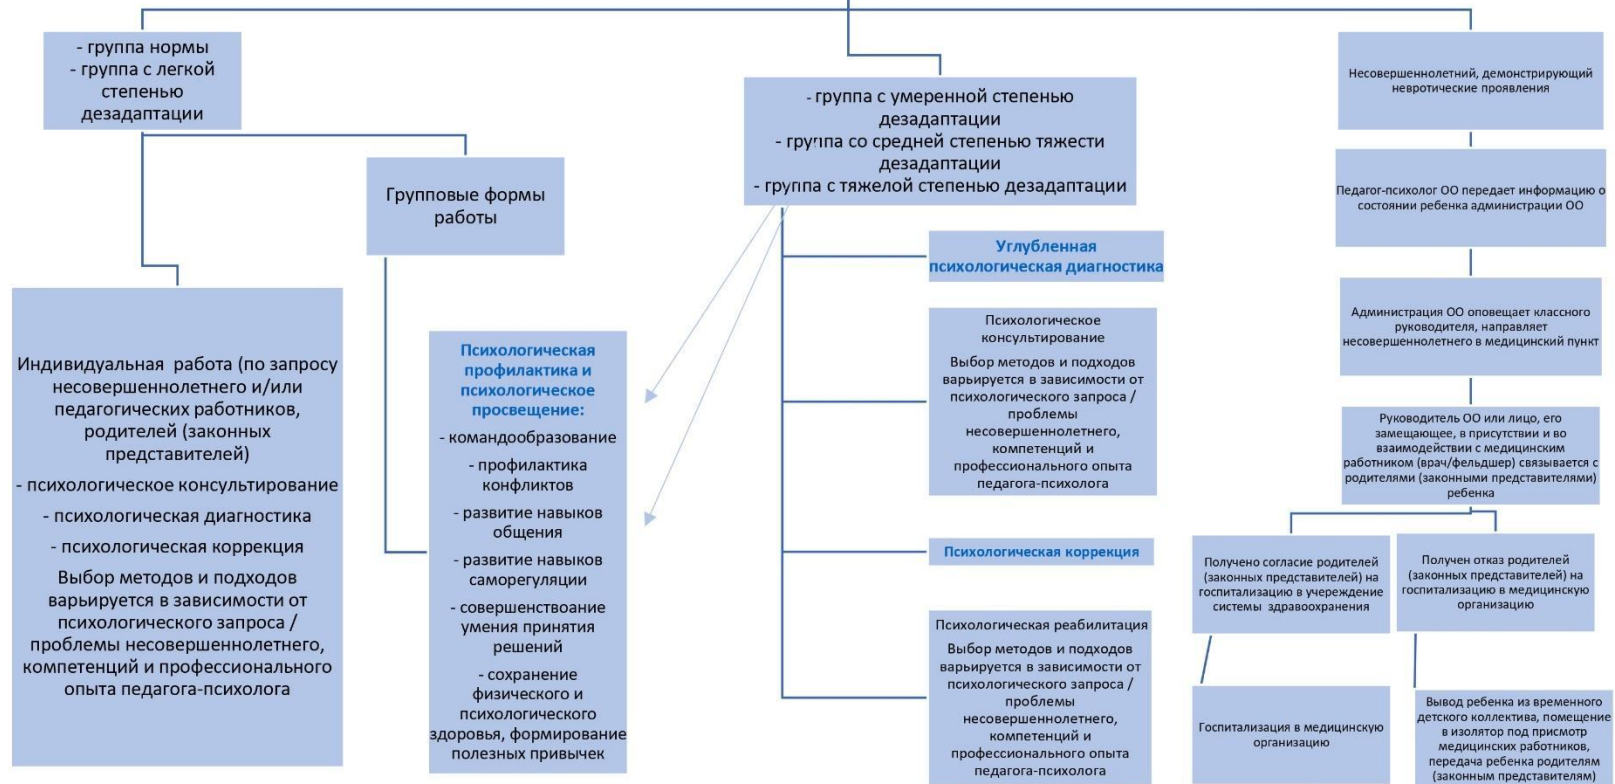 - группа нормы
- группа с легкой
степенью
дезадаптации
Групповые формы
работы
Индивидуальная работа (по запросу
несовершеннолетнего и/или
педагогических работников,
родителей (законных
представителей)
- психологическое консультирование
- психологическая диагностика
- психологическая коррекция
Выбор методов и подходов
варьируется в зависимости от
психологического запроса /
проблемы несовершеннолетнего,
компетенций и профессионального
опыта педагога-психолога
Психологическая
профилактика и
психологическое
просвещение:
- командообразование
- профилактика
конфликтов
- развитие навыков
общения
- развитие навыков
саморегуляции
- совершенствоание
умения принятия
решений
- сохранение
физического и
психологического
здоровья, формирование
полезных привычек
- группа с умеренной степенью
дезадаптации
- группа со средней степенью тяжести
дезадаптации
- группа с тяжелой степенью дезадаптации
Углубленная
психологическая диагностика
Психологическое
консультирование
Выбор методов и подходов
варьируется в зависимости от
психологического запроса /
проблемы
несовершеннолетнего,
компетенций и
профессионального опыта
педагога-психолога
Психологическая коррекция
Психологическая реабилитация
Выбор методов и подходов
варьируется в зависимости от
психологического запроса /
проблемы
несовершеннолетнего,
компетенций и
профессионального опыта
педагога-психолога
Несовершеннолетний, демонстрирующий
невротические проявления
Педагог-психолог ОО передает информацию о
состоянии ребенка администрации ОО
Администрация ОО оповещает классного
руководителя, направляет
несовершеннолетнего в медицинский пункт
Руководитель ОО или лицо, его
замещающее, в присутствии и во
взаимодействии с медицинским
работником (врач/фельдшер) связывается с
родителями (законными представителями)
ребенка
Получено согласие родителей
(законных представителей) на
госпитализацию в учереждение
системы здравоохранения
Получен отказ родителей
(законных представителей) на
госпитализацию в медицинскую
организацию
Госпитализация в медицинскую
организацию
Вывод ребенка из временного
детского коллектива, помещение
в изолятор под присмотр
медицинских работников,
передача ребенка родителям
(законным представителям)